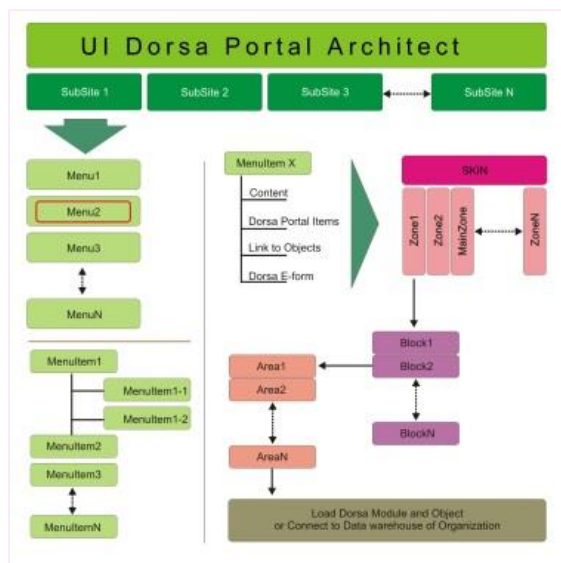 UI Dorsa Portal Architect
SubSite 1
SubSite 2
SubSite 3
SubSite N
Menu1
Menu2
Menu3
MenuN
MenuItem1
MenuItem1-1
MenuItem1-2
MenuItem2
MenuItem3
MenuItemN
MenuItem X
Content
Dorsa Portal Items
Link to Objects
Dorsa E-form
SKIN
Zone1
Zone2
MainZone
ZoneN
Block1
Block2
BlockN
Area1
Area2
AreaN
Load Dorsa Module and Object
or Connect to Data warehouse of Organization